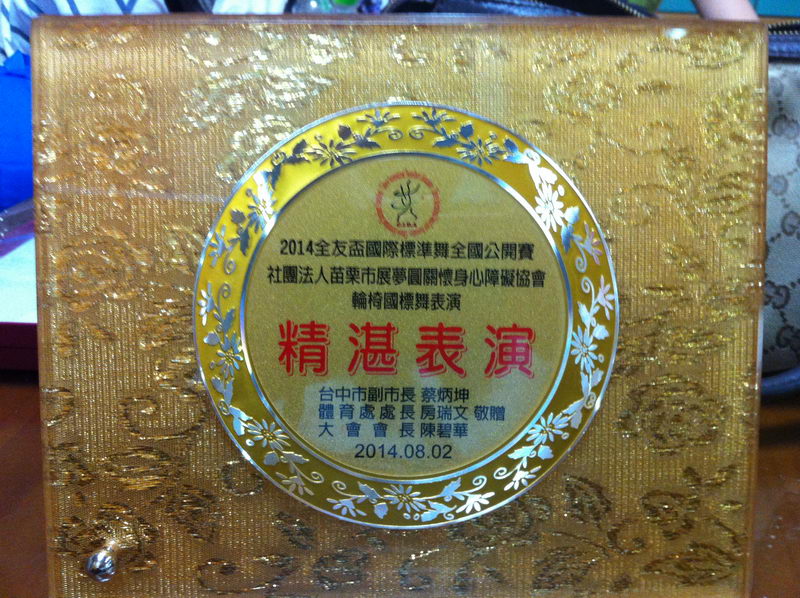 2014全友盃國際標準舞全國公開賽
社團法人苗栗市展夢圓關懷身心障礙協會
輪椅國標舞表演
精湛表演
台中市副市長 蔡炳坤
體育處處長 房瑞文 敬贈
大會會長 陳碧華
2014.08.02